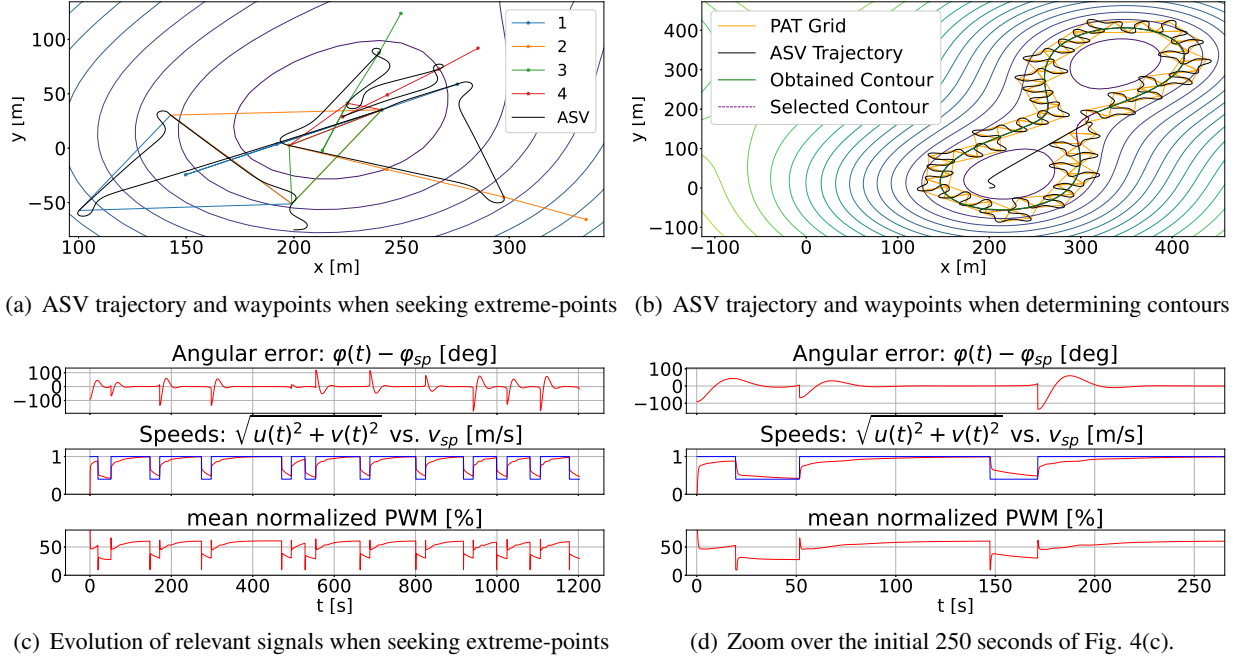 100
50
0
−50
y [m]
100
150
200
250
300
x [m]
1
2
3
4
ASV
(a) ASV trajectory and waypoints when seeking extreme-points
400
300
200
100
0
−100
y [m]
−100
0
100
200
300
400
x [m]
PAT Grid
ASV Trajectory
Obtained Contour
Selected Contour
(b) ASV trajectory and waypoints when determining contours
Angular error: φ(t) − φsp [deg]
100
0
−100
Speeds: √u(t)² + v(t)² vs. vsp [m/s]
1
0
mean normalized PWM [%]
50
0
0
200
400
600
800
1000
1200
t [s]
(c) Evolution of relevant signals when seeking extreme-points
Angular error: φ(t) − φsp [deg]
100
0
−100
Speeds: √u(t)² + v(t)² vs. vsp [m/s]
1
0
mean normalized PWM [%]
50
0
0
50
100
150
200
250
t [s]
(d) Zoom over the initial 250 seconds of Fig. 4(c).